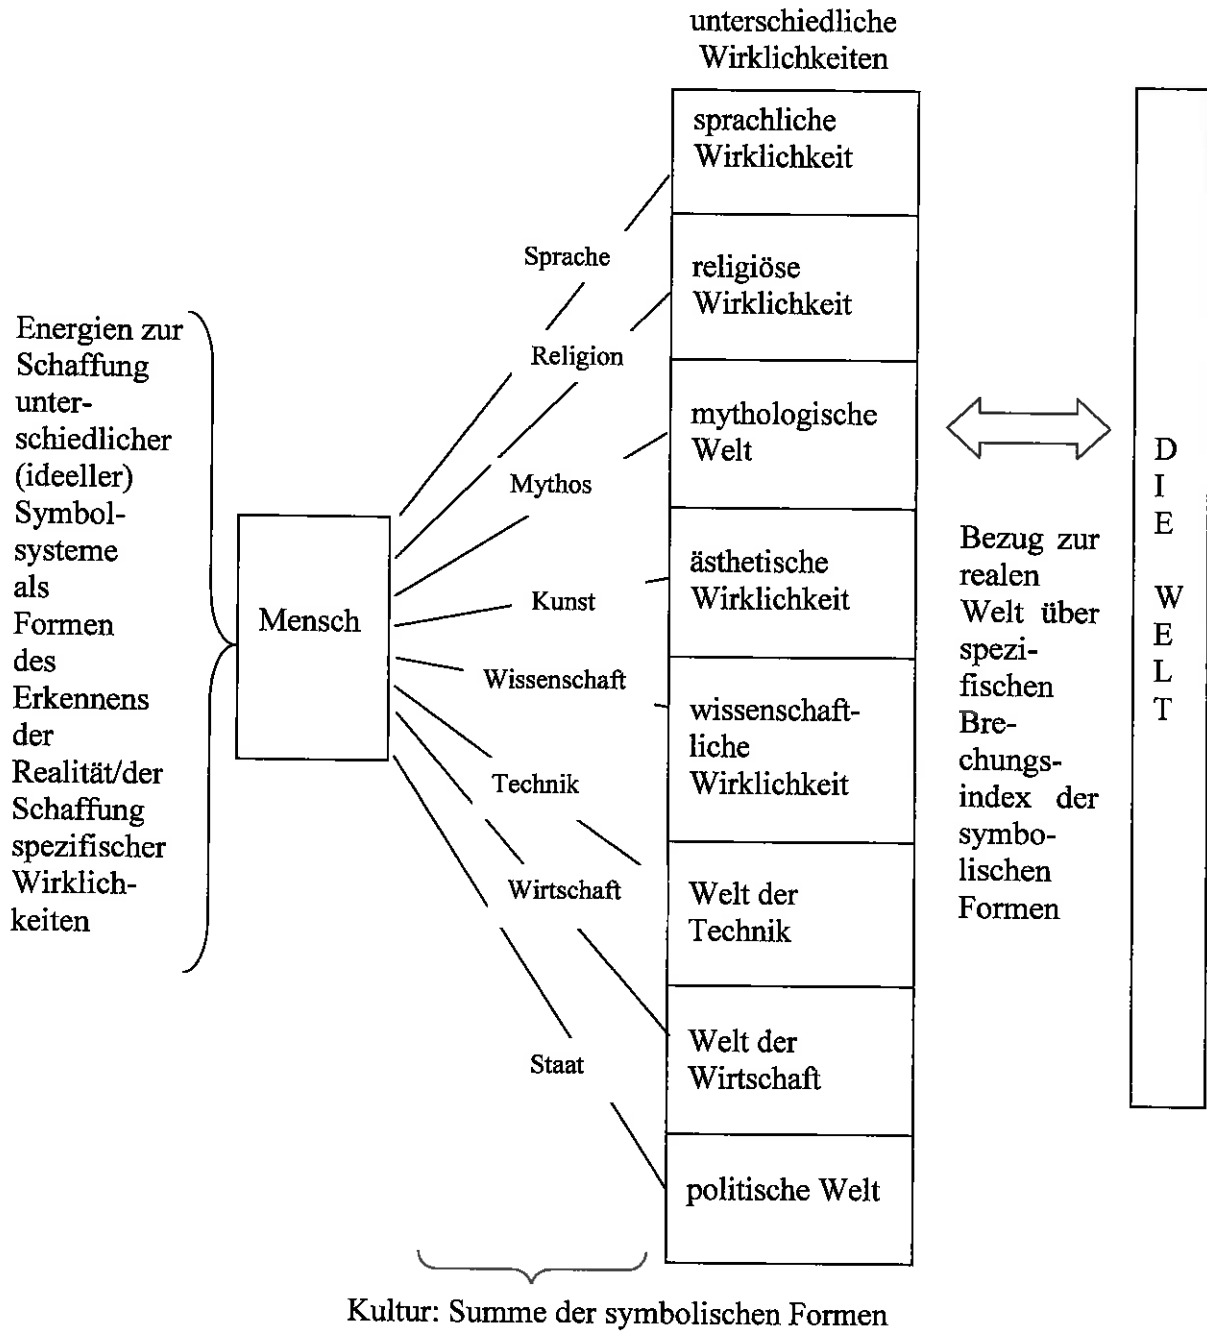 unterschiedliche
Wirklichkeiten
Energien zur
Schaffung
unter-
schiedlicher
(ideeller)
Symbol-
systeme
als
Formen
des
Erkennens
der
Realität/der
Schaffung
spezifischer
Wirklich-
keiten
Mensch
Sprache
Religion
Mythos
Kunst
Wissenschaft
Technik
Wirtschaft
Staat
sprachliche
Wirklichkeit
religiöse
Wirklichkeit
mythologische
Welt
ästhetische
Wirklichkeit
wissenschaft-
liche
Wirklichkeit
Welt der
Technik
Welt der
Wirtschaft
politische Welt
Bezug zur
realen
Welt über
spezi-
fischen
Bre-
chungs-
index der
symbo-
lischen
Formen
DIE WELT
Kultur: Summe der symbolischen Formen